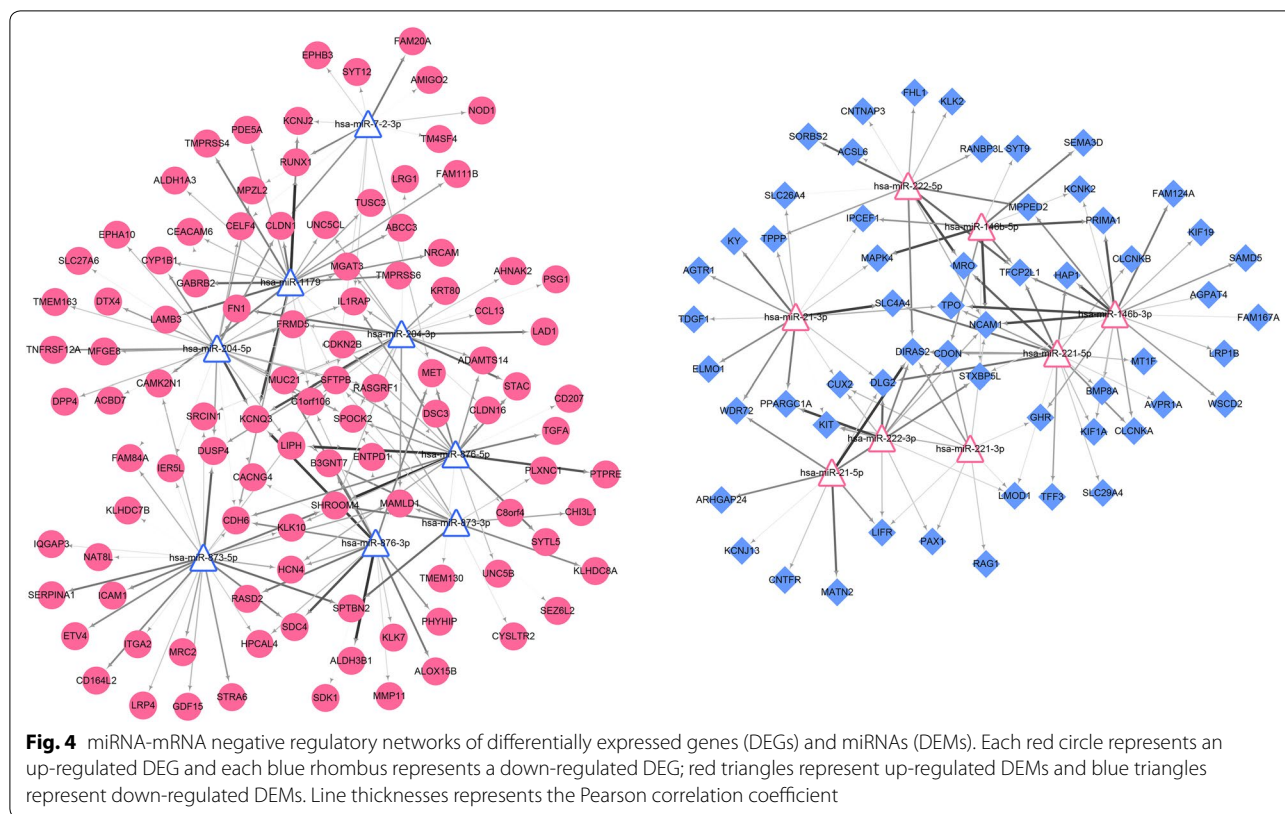 FAM20A
EPHB3
SYT12
AMIGO2
NOD1
KCNJ2
hsa-miR-7-2-3p
PDE5A
TMPRSS4
TM4SF4
RUNX1
FAM111B
ALDH1A3
MPZL2
LRG1
TUSC3
CELF4
CLDN1
UNC5CL
CEACAM6
ABCC3
EPHA10
NRCAM
SLC27A6
CYP1B1
MGAT3
TMPRSS6
AHNAK2
PSG1
GABRB2
hsa-miR-1179
KRT80
TMEM163
DTX4
IL1RAP
FN1
CCL13
LAMB3
FRMD5
hsa-miR-204-3p
LAD1
TNFRSF12A
MFGE8
hsa-miR-204-5p
CDKN2B
ADAMTS14
MET
CAMK2N1
MUC21
SFTPB
RASGRF1
STAC
DPP4
ACBD7
C1orf106
CLDN16
CD207
SRCIN1
SPOCK2
DSC3
KCNQ3
TGFA
DUSP4
LIPH
hsa-miR-876-5p
FAM84A
IER5L
B3GNT7
ENTPD1
PLXNC1
PTPRE
CACNG4
KLHDC7B
SHROOM4
MAMLD1
C8orf4
CHI3L1
CDH6
KLK10
hsa-miR-873-3p
IQGAP3
NAT8L
hsa-miR-873-5p
hsa-miR-876-3p
SYTL5
KLHDC8A
HCN4
SERPINA1
ICAM1
RASD2
TMEM130
UNC5B
SPTBN2
SEZ6L2
ETV4
ITGA2
HPCAL4
SDC4
PHYHIP
CYSLTR2
MRC2
KLK7
ALDH3B1
ALOX15B
CD164L2
LRP4
GDF15
STRA6
SDK1
MMP11
FHL1
KLK2
CNTNAP3
SORBS2
ACSL6
RANBP3L
SYT9
SEMA3D
hsa-miR-222-5p
SLC26A4
KCNK2
MPPED2
FAM124A
IPCEF1
hsa-miR-146b-5p
PRIMA1
KY
TPPP
MAPK4
CLCNKB
KIF19
MRO
TFCP2L1
HAP1
SAMD5
AGTR1
AGPAT4
SLC4A4
TPO
hsa-miR-146b-3p
TDGF1
hsa-miR-21-3p
FAM167A
NCAM1
DIRAS2
CDON
hsa-miR-221-5p
MT1F
LRP1B
ELMO1
CUX2
DLG2
STXBP5L
BMP8A
WDR72
PPARGC1A
AVPR1A
WSCD2
KIT
GHR
KIF1A
CLCNKA
hsa-miR-222-3p
hsa-miR-221-3p
hsa-miR-21-5p
LMOD1
TFF3
SLC29A4
ARHGAP24
LIFR
PAX1
KCNJ13
RAG1
CNTFR
MATN2
Fig. 4 miRNA-mRNA negative regulatory networks of differentially expressed genes (DEGs) and miRNAs (DEMs). Each red circle represents an
up-regulated DEG and each blue rhombus represents a down-regulated DEG; red triangles represent up-regulated DEMs and blue triangles
represent down-regulated DEMs. Line thicknesses represents the Pearson correlation coefficient